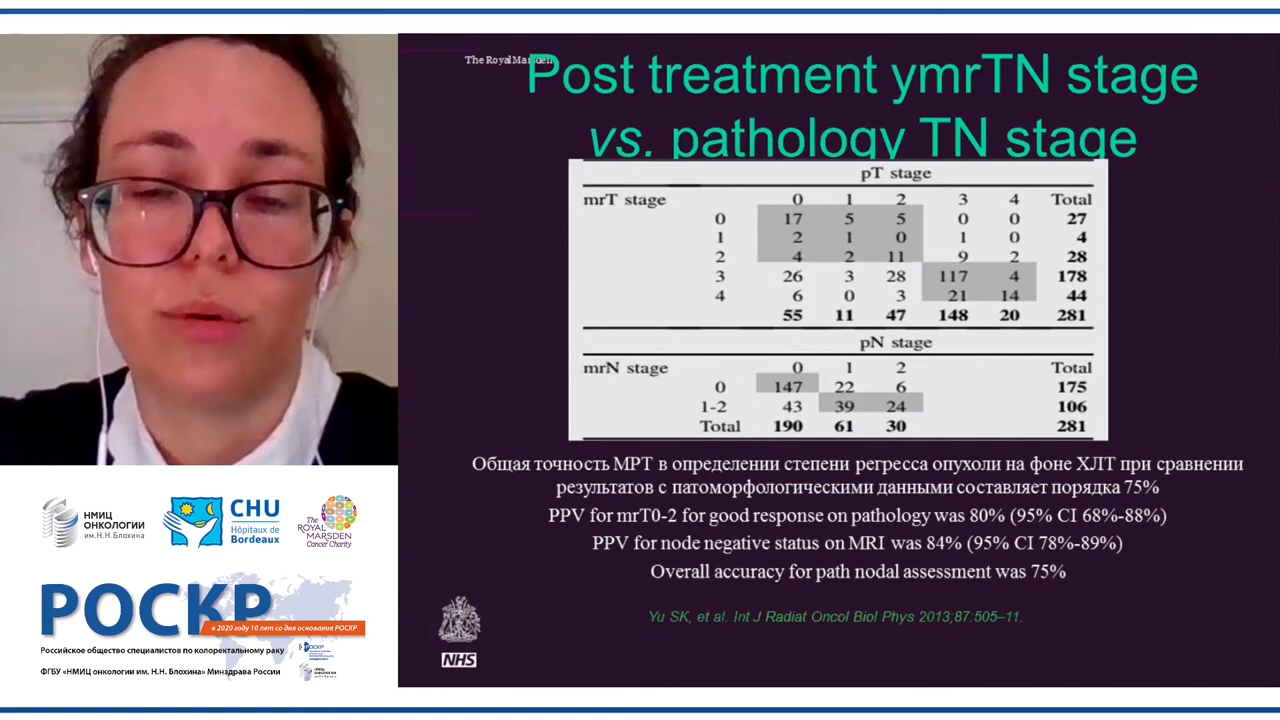 The Royal Marsden
Post treatment ymrTN stage
vs. pathology TN stage
pT stage
mrT stage 0 1 2 3 4 Total
0 17 5 5 0 0 27
1 2 1 0 1 0 4
2 4 2 11 9 2 28
3 26 3 28 117 4 178
4 6 0 3 21 14 44
55 11 47 148 20 281
pN stage
mrN stage 0 1 2 Total
0 147 22 6 175
1-2 43 39 24 106
Total 190 61 30 281
Общая точность МРТ в определении степени регресса опухоли на фоне ХЛТ при сравнении
результатов с патоморфологическими данными составляет порядка 75%
PPV for mrT0-2 for good response on pathology was 80% (95% CI 68%-88%)
PPV for node negative status on MRI was 84% (95% CI 78%-89%)
Overall accuracy for path nodal assessment was 75%
Yu SK, et al. Int J Radiat Oncol Biol Phys 2013;87:505–11.
NHS
НМИЦ
ОНКОЛОГИИ
им.Н.Н.Блохина
CHU
Hôpitaux de
Bordeaux
The
ROYAL
MARSDEN
Cancer Charity
РОСКР
в 2020 году 10 лет со дня основания РОСКР
Российское общество специалистов по колоректальному раку
ФГБУ «НМИЦ онкологии им. Н.Н. Блохина» Минздрава России